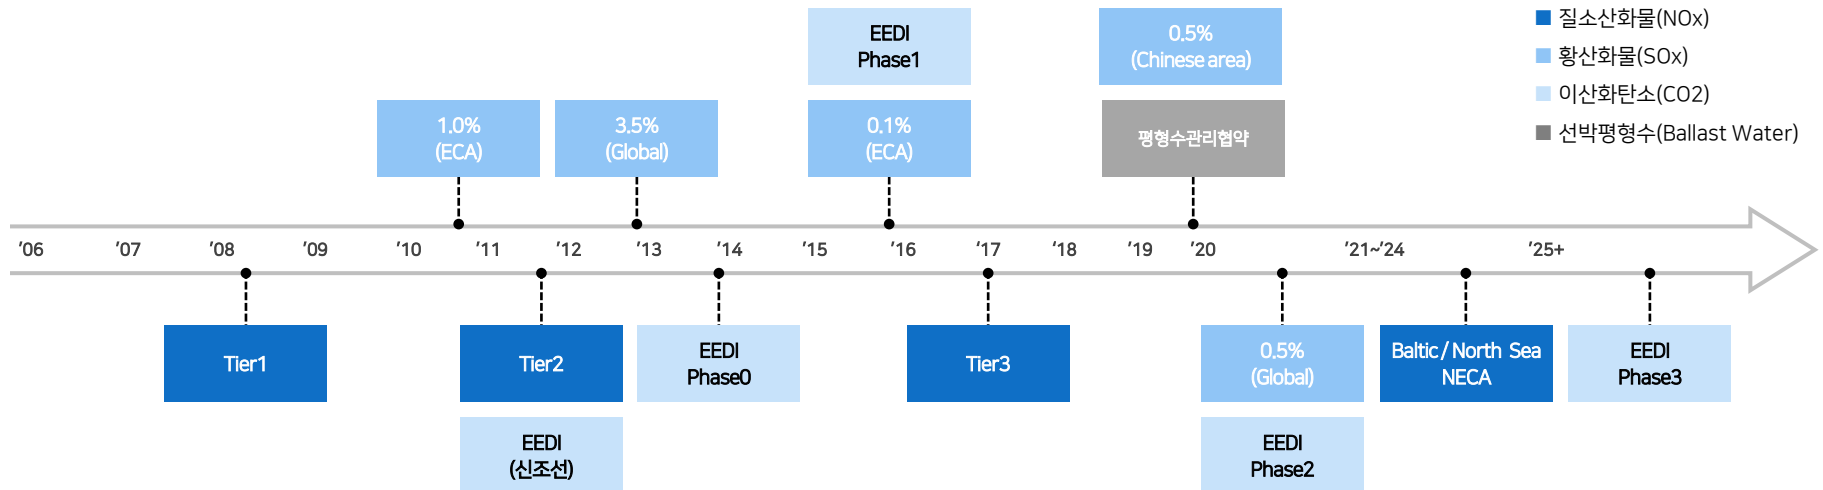 EEDI
Phase1
0.5%
(Chinese area)
질소산화물(NOx)
황산화물(SOx)
이산화탄소(CO2)
선박평형수(Ballast Water)
1.0%
(ECA)
3.5%
(Global)
0.1%
(ECA)
평형수관리협약
’06 ’07 ’08 ’09 ’10 ’11 ’12 ’13 ’14 ’15 ’16 ’17 ’18 ’19 ’20 ’21~’24 ’25+
Tier1
Tier2
EEDI
Phase0
Tier3
0.5%
(Global)
Baltic / North Sea
NECA
EEDI
Phase3
EEDI
(신조선)
EEDI
Phase2